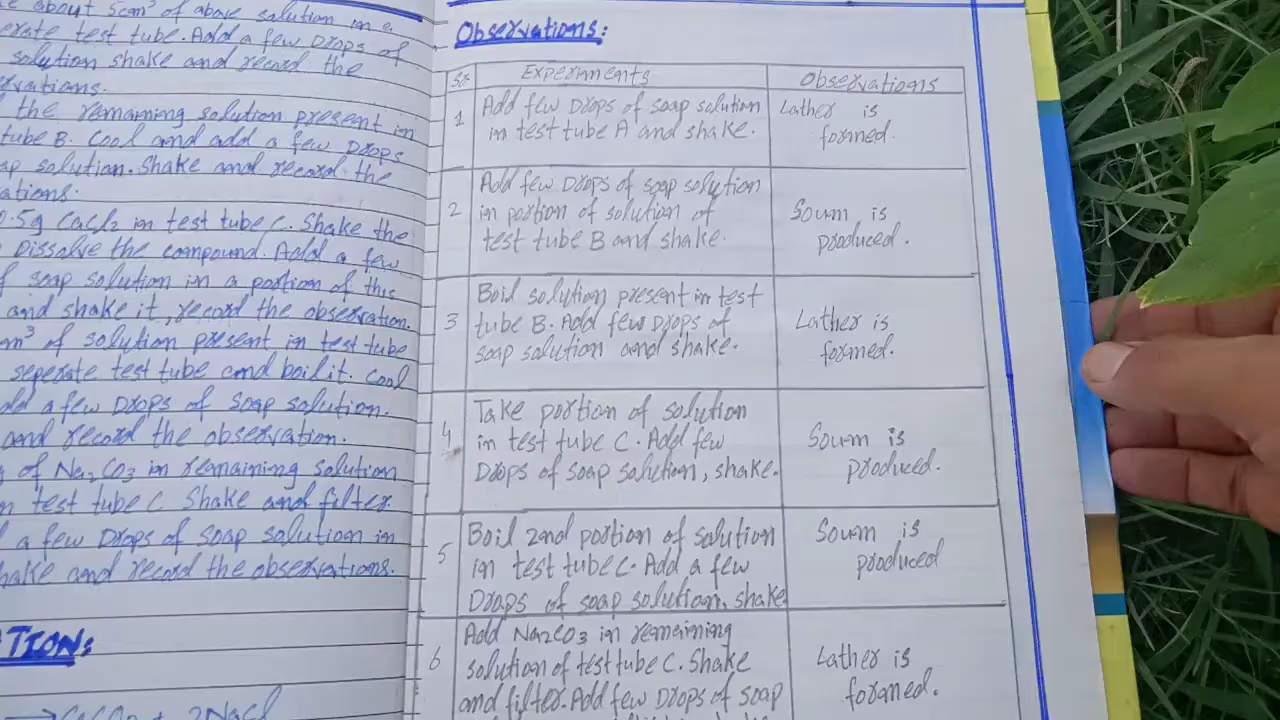 about 5cm³ of above solution in a
test tube. Add a few Drops of
solution shake and record the
the remaining solution present in
tube B. Cool and add a few Drops
solution. Shake and record the
0.5g CaCl2 in test tube C. Shake the
Dissolve the compound. Add a few
soap solution in a portion of this
and shake it, record the observation.
of solution present in test tube
seperate test tube and boil it. Cool
a few Drops of soap solution.
and record the observation.
of Na2CO3 in remaining solution
test tube C Shake and filter
a few Drops of soap solution in
and record the observations.
Observations:
Sr Experiments Observations
1 Add few Drops of soap solution
in test tube A and shake.
Lather is
formed.
2 Add few Drops of soap solution
in portion of solution of
test tube B and shake.
Scum is
produced.
3 Boil solution present in test
tube B. Add few Drops of
soap solution and shake.
Lather is
formed.
4 Take portion of solution
in test tube C. Add few
Drops of soap solution, shake.
Scum is
produced.
5 Boil 2nd portion of solution
in test tube C. Add a few
Drops of soap solution, shake
Scum is
produced
6 Add Na2CO3 in remaining
solution of test tube C. Shake
and filter. Add few Drops of soap
Lather is
formed.